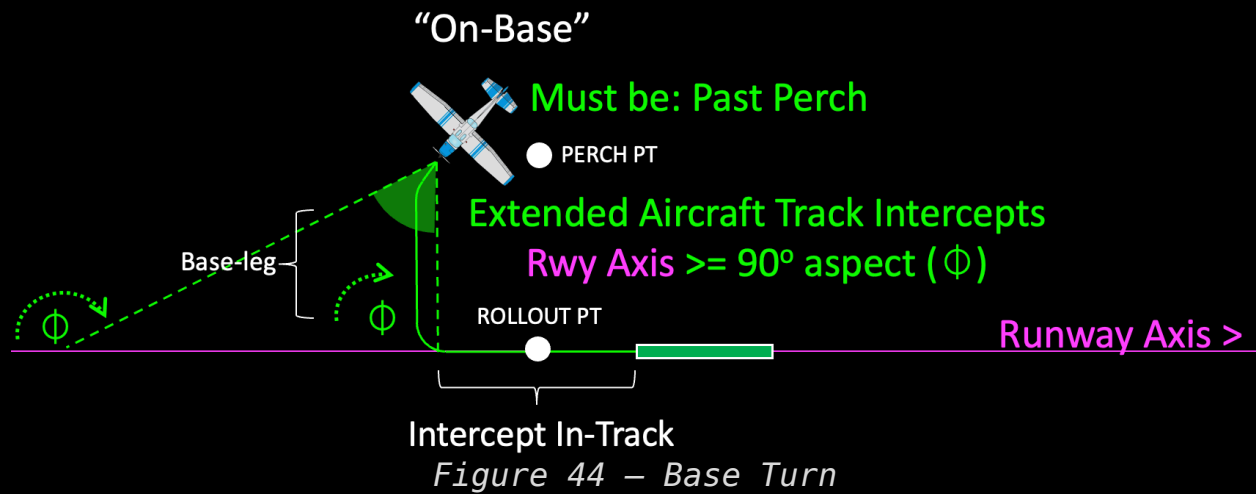 “On-Base”
Must be: Past Perch
PERCH PT
Extended Aircraft Track Intercepts
Rwy Axis >= 90º aspect (Φ)
Base-leg
Φ
Φ
ROLLOUT PT
Runway Axis >
Intercept In-Track
Figure 44 – Base Turn